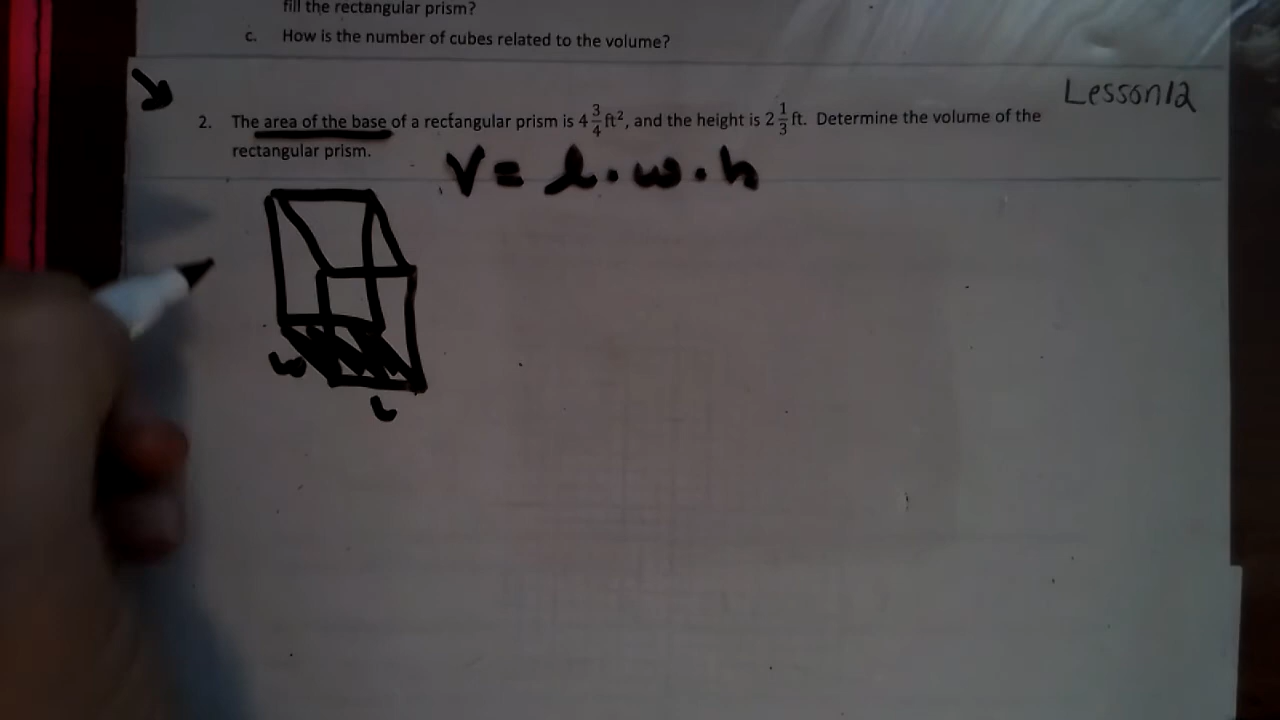 fill the rectangular prism?
c. How is the number of cubes related to the volume?
Lesson 12
2. The area of the base of a rectangular prism is 4 3/4 ft², and the height is 2 1/3 ft. Determine the volume of the
rectangular prism.
V = l · w · h
w
L